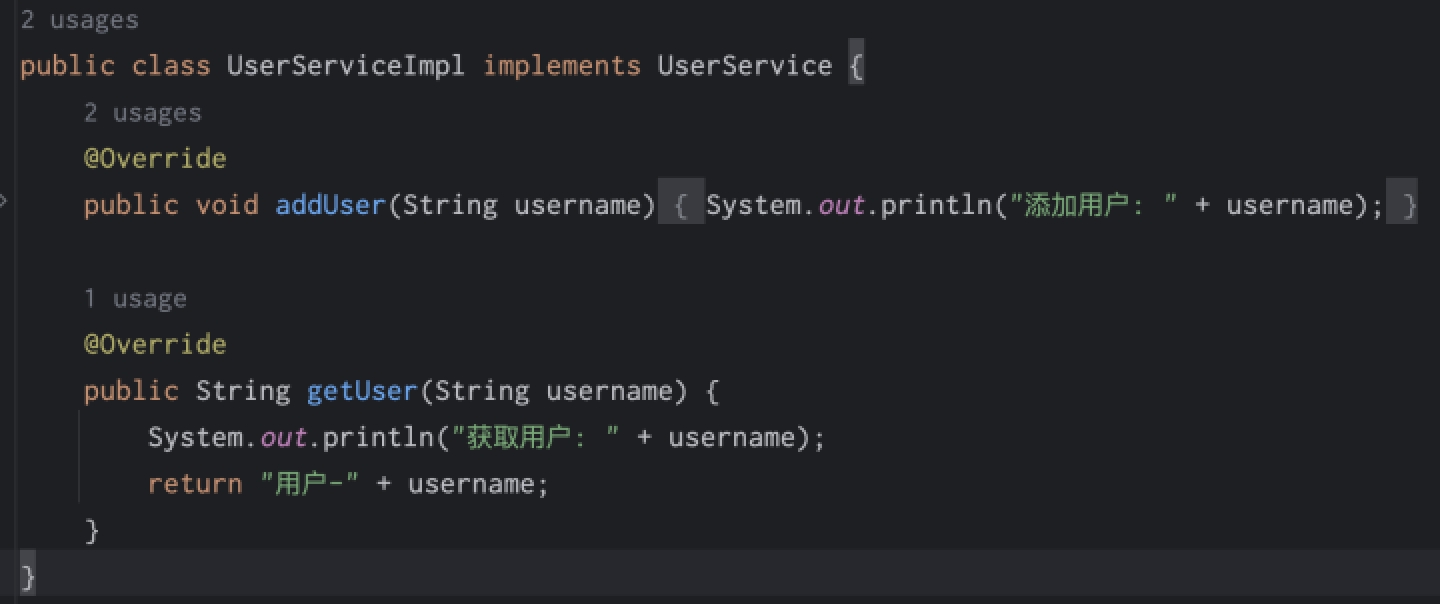 2 usages
public class UserServiceImpl implements UserService {
2 usages
@Override
public void addUser(String username) { System.out.println("添加用户: " + username); }
1 usage
@Override
public String getUser(String username) {
System.out.println("获取用户: " + username);
return "用户-" + username;
}
}